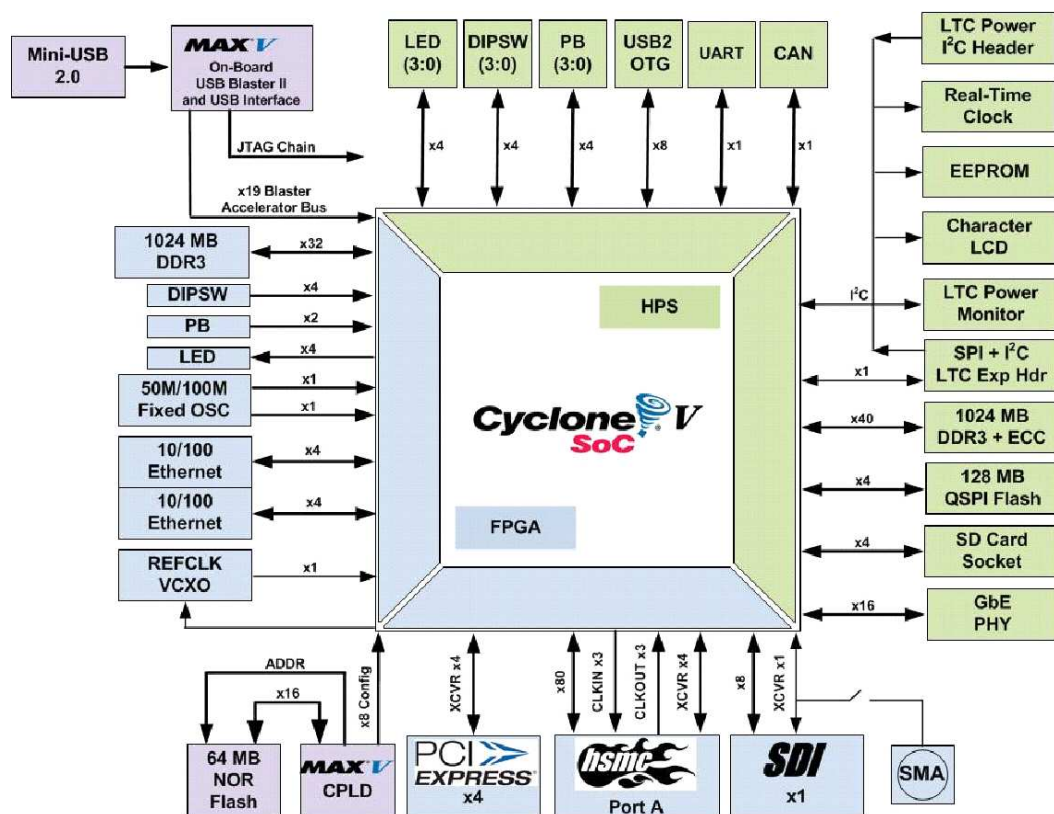 Mini-USB
2.0
MAX V
On-Board
USB Blaster II
and USB Interface
LED
(3:0)
DIPSW
(3:0)
PB
(3:0)
USB2
OTG
UART
CAN
LTC Power
I²C Header
Real-Time
Clock
EEPROM
Character
LCD
LTC Power
Monitor
SPI + I²C
LTC Exp Hdr
1024 MB
DDR3 + ECC
128 MB
QSPI Flash
SD Card
Socket
GbE
PHY
JTAG Chain
x19 Blaster
Accelerator Bus
x4
x4
x4
x8
x1
x1
1024 MB
DDR3
x32
DIPSW
x4
PB
x2
LED
x4
50M/100M
Fixed OSC
x1
x1
10/100
Ethernet
x4
10/100
Ethernet
x4
REFCLK
VCXO
x1
HPS
Cyclone® V
SoC
FPGA
I²C
x1
x40
x4
x4
x16
ADDR
x16
x8 Config
XCVR x4
x80
CLKIN x3
CLKOUT x3
XCVR x4
x8
XCVR x1
64 MB
NOR
Flash
MAX V
CPLD
PCI
EXPRESS®
x4
hsmc
Port A
SDI
x1
SMA